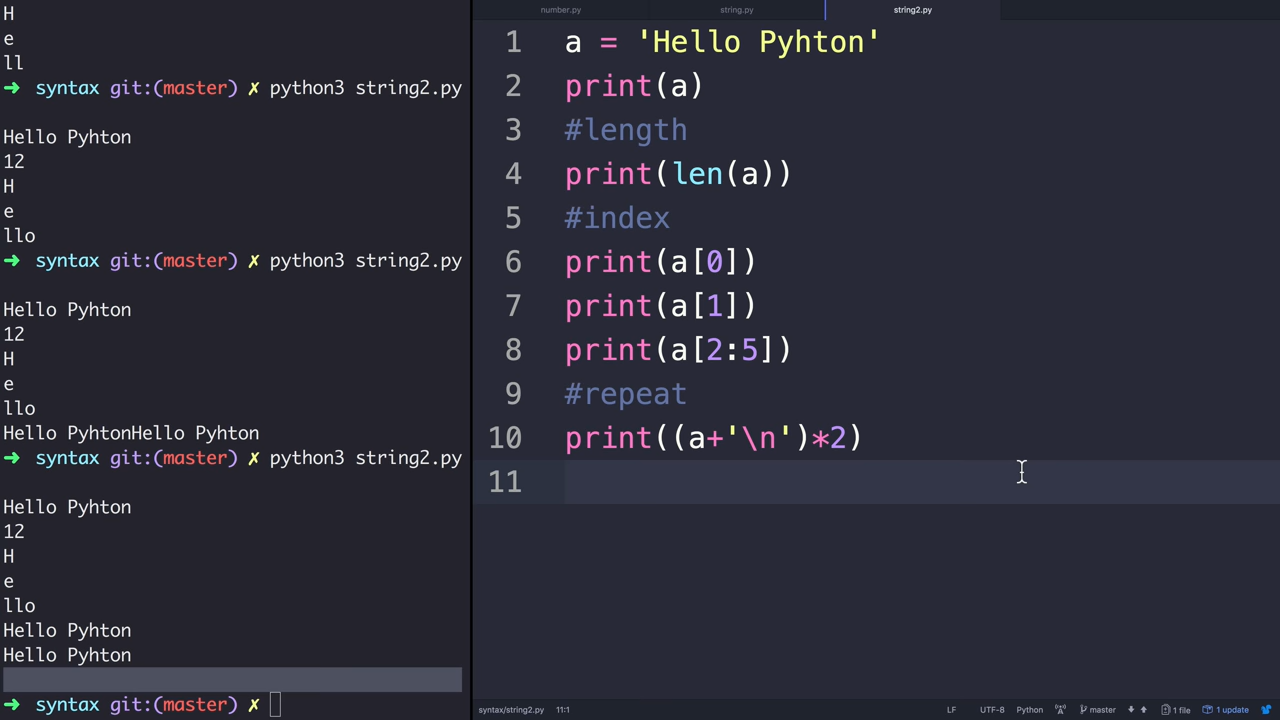 H
e
ll
➜ syntax git:(master) ✗ python3 string2.py
Hello Pyhton
12
H
e
llo
➜ syntax git:(master) ✗ python3 string2.py
Hello Pyhton
12
H
e
llo
Hello PyhtonHello Pyhton
➜ syntax git:(master) ✗ python3 string2.py
Hello Pyhton
12
H
e
llo
Hello Pyhton
Hello Pyhton
➜ syntax git:(master) ✗
number.py string.py string2.py
1 a = 'Hello Pyhton'
2 print(a)
3 #length
4 print(len(a))
5 #index
6 print(a[0])
7 print(a[1])
8 print(a[2:5])
9 #repeat
10 print((a+'\n')*2)
11
syntax/string2.py 11:1 LF UTF-8 Python master 1 file 1 update